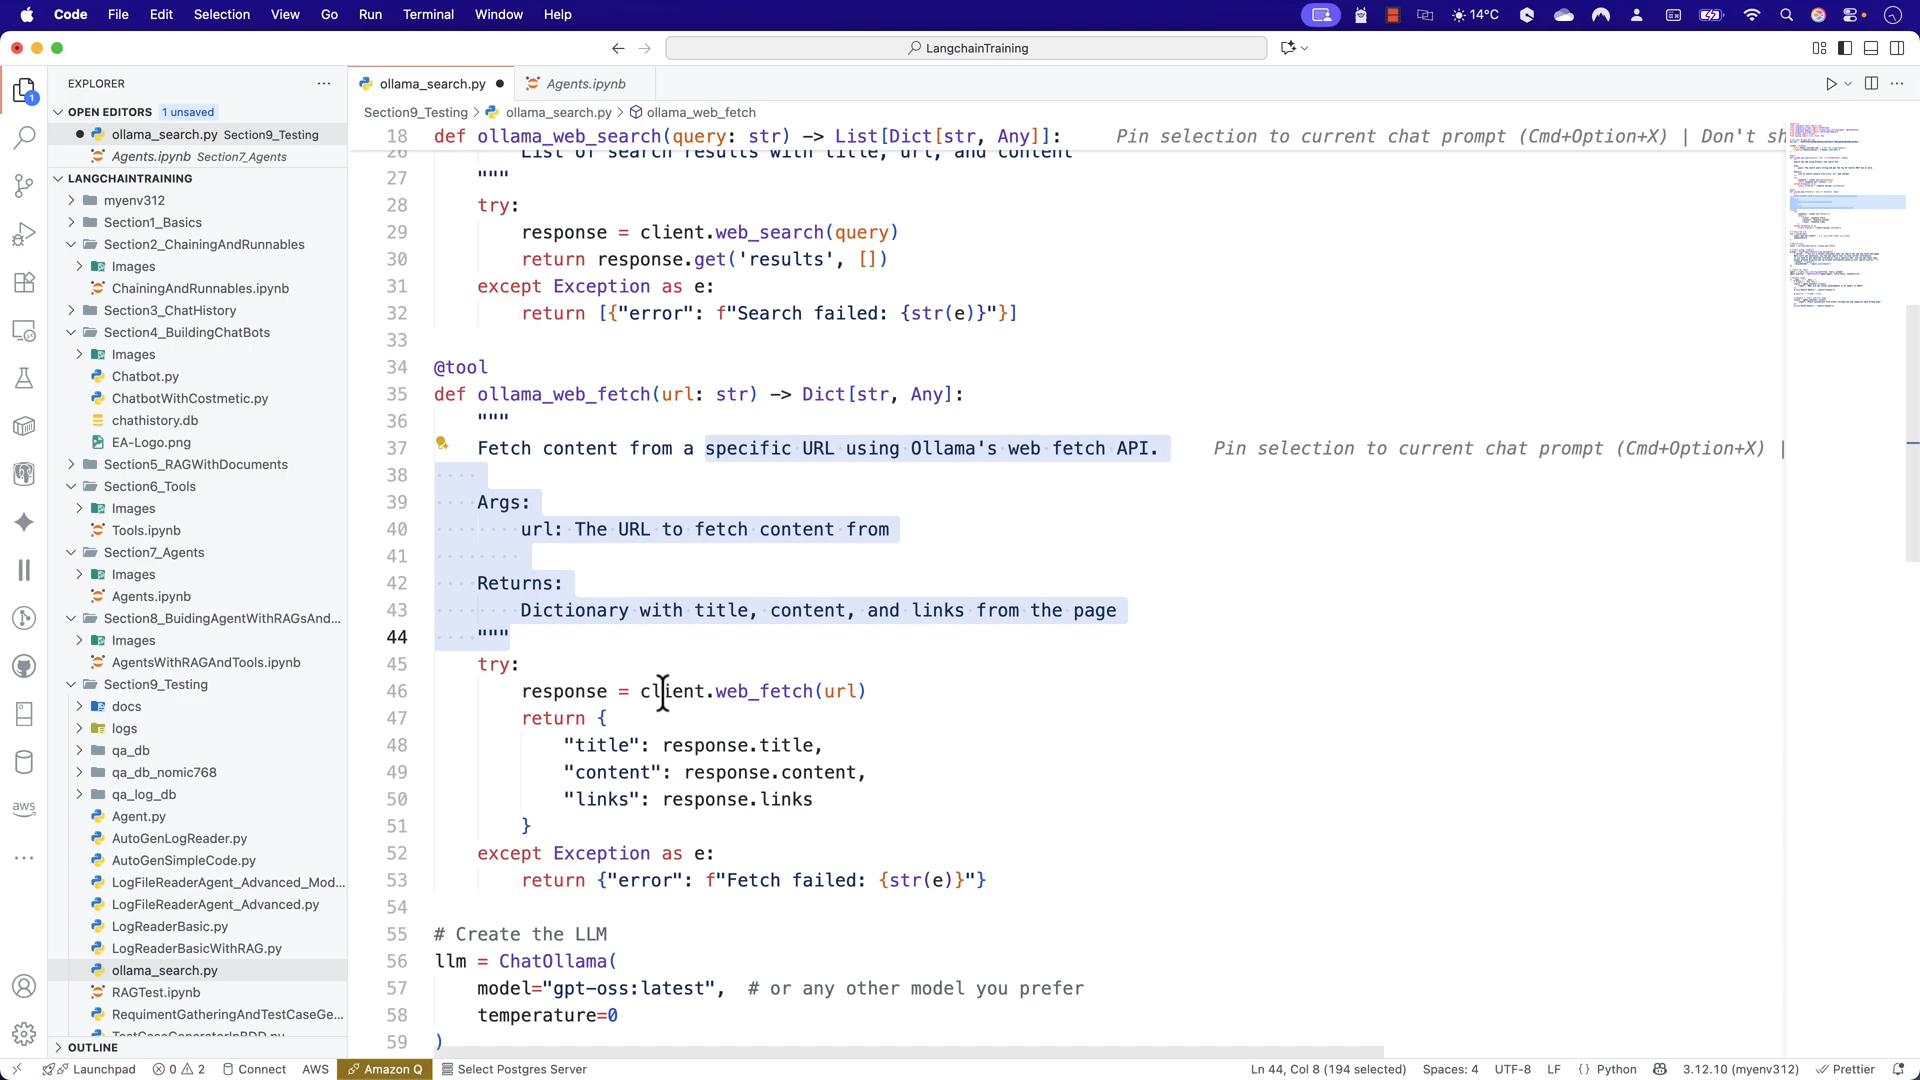 Code File Edit Selection View Go Run Terminal Window Help 14°C
LangchainTraining
EXPLORER
OPEN EDITORS 1 unsaved
ollama_search.py Section9_Testing
Agents.ipynb Section7_Agents
LANGCHAINTRAINING
myenv312
Section1_Basics
Section2_ChainingAndRunnables
Images
ChainingAndRunnables.ipynb
Section3_ChatHistory
Section4_BuildingChatBots
Images
Chatbot.py
ChatbotWithCostmetic.py
chathistory.db
EA-Logo.png
Section5_RAGWithDocuments
Section6_Tools
Images
Tools.ipynb
Section7_Agents
Images
Agents.ipynb
Section8_BuidingAgentWithRAGsAnd...
Images
AgentsWithRAGAndTools.ipynb
Section9_Testing
docs
logs
qa_db
qa_db_nomic768
qa_log_db
Agent.py
AutoGenLogReader.py
AutoGenSimpleCode.py
LogFileReaderAgent_Advanced_Mod...
LogFileReaderAgent_Advanced.py
LogReaderBasic.py
LogReaderBasicWithRAG.py
ollama_search.py
RAGTest.ipynb
RequimentGatheringAndTestCaseGe...
OUTLINE
1
aws
ollama_search.py Agents.ipynb
Section9_Testing > ollama_search.py > ollama_web_fetch
18 def ollama_web_search(query: str) -> List[Dict[str, Any]]: Pin selection to current chat prompt (Cmd+Option+X) | Don't sh
26 List of search results with title, url, and content
27 """
28 try:
29 response = client.web_search(query)
30 return response.get('results', [])
31 except Exception as e:
32 return [{"error": f"Search failed: {str(e)}"}]
33
34 @tool
35 def ollama_web_fetch(url: str) -> Dict[str, Any]:
36 """
37 Fetch content from a specific URL using Ollama's web fetch API. Pin selection to current chat prompt (Cmd+Option+X) |
38
39 Args:
40 url: The URL to fetch content from
41
42 Returns:
43 Dictionary with title, content, and links from the page
44 """
45 try:
46 response = client.web_fetch(url)
47 return {
48 "title": response.title,
49 "content": response.content,
50 "links": response.links
51 }
52 except Exception as e:
53 return {"error": f"Fetch failed: {str(e)}"}
54
55 # Create the LLM
56 llm = ChatOllama(
57 model="gpt-oss:latest", # or any other model you prefer
58 temperature=0
59 )
Launchpad 0 2 Connect AWS Amazon Q Select Postgres Server Ln 44, Col 8 (194 selected) Spaces: 4 UTF-8 LF {} Python 3.12.10 (myenv312) Prettier